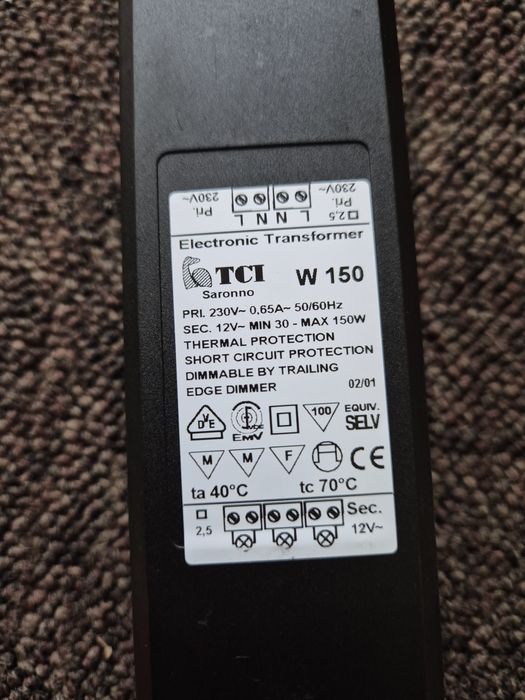 Pri. 230V~
L N N L
Pri. 230V~
2,5
Electronic Transformer
TCI W 150
Saronno
PRI. 230V~ 0,65A~ 50/60Hz
SEC. 12V~ MIN 30 - MAX 150W
THERMAL PROTECTION
SHORT CIRCUIT PROTECTION
DIMMABLE BY TRAILING
EDGE DIMMER 02/01
VDE 100 EQUIV.
EMV SELV
M M F CE
ta 40°C tc 70°C
Sec.
2,5 12V~